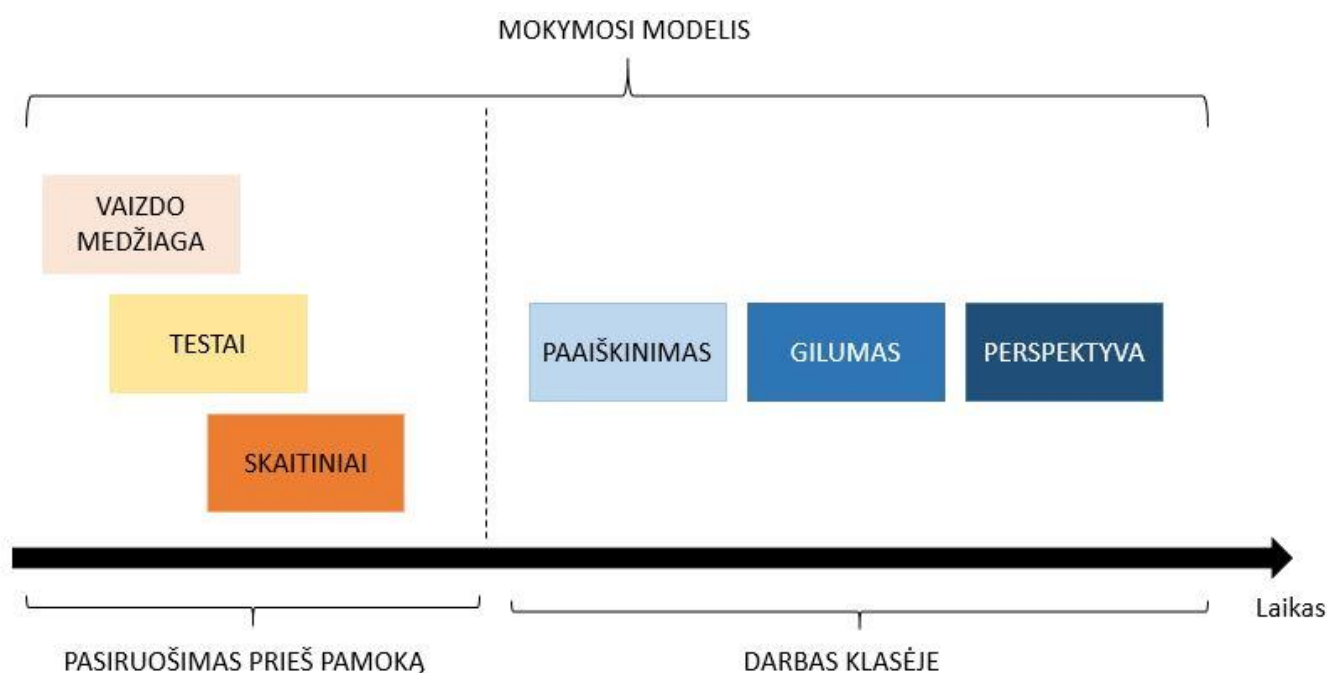 MOKYMOSI MODELIS
VAIZDO
MEDŽIAGA
TESTAI
SKAITINIAI
PAAIŠKINIMAS
GILUMAS
PERSPEKTYVA
Laikas
PASIRUOŠIMAS PRIEŠ PAMOKĄ
DARBAS KLASĖJE